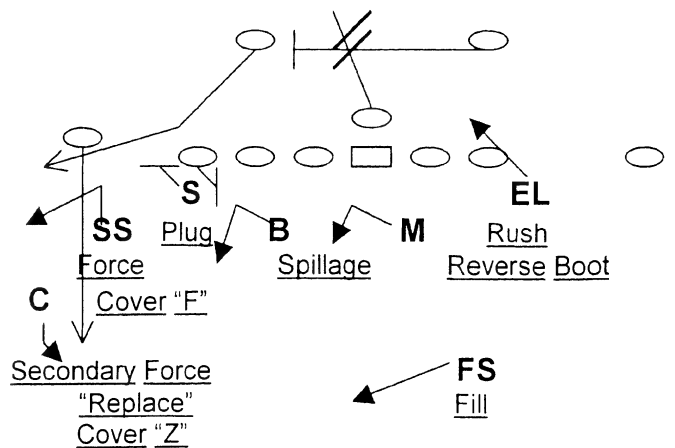 S
EL
SS
Plug
B
M
Rush
Force
Spillage
Reverse Boot
C
Cover "F"
Secondary Force
"Replace"
Cover "Z"
FS
Fill